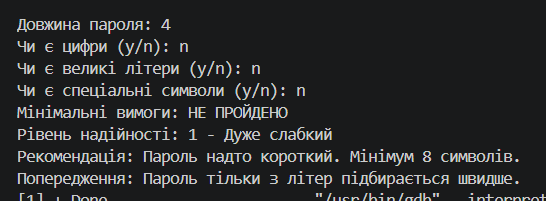 Довжина пароля: 4
Чи є цифри (y/n): n
Чи є великі літери (y/n): n
Чи є спеціальні символи (y/n): n
Мінімальні вимоги: НЕ ПРОЙДЕНО
Рівень надійності: 1 - Дуже слабкий
Рекомендація: Пароль надто короткий. Мінімум 8 символів.
Попередження: Пароль тільки з літер підбирається швидше.
[1] + Done "/usr/bin/gdb" --interpret